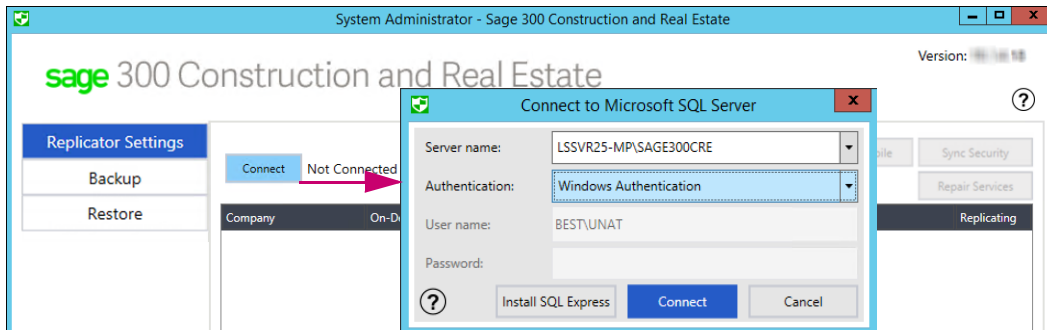 System Administrator - Sage 300 Construction and Real Estate
Version:
sage 300 Construction and Real Estate
Connect to Microsoft SQL Server
Replicator Settings
Backup
Restore
Connect
Not Connected
Server name:
LSSVR25-MP\SAGE300CRE
Authentication:
Windows Authentication
User name:
BEST\UNAT
Password:
Install SQL Express
Connect
Cancel
Sync Security
Repair Services
Company
Replicating